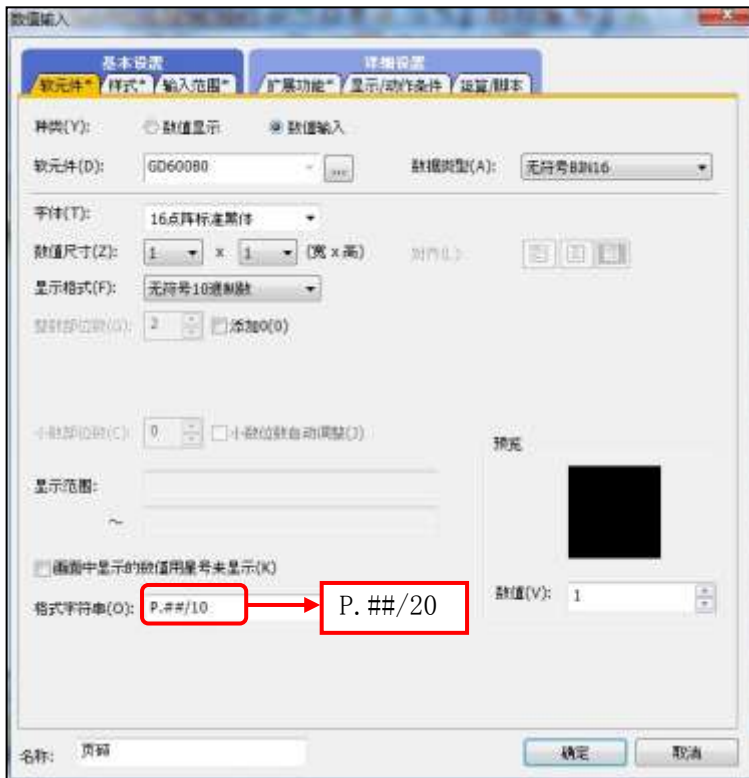 数值输入
基本设置 详细设置
软元件* 样式* 输入范围* 扩展功能* 显示/动作条件 运算/脚本
种类(Y): 数值显示 数值输入
软元件(D): GD60080 ... 数据类型(A): 无符号BIN16
字体(T): 16点阵标准黑体
数值尺寸(Z): 1 x 1 (宽 x 高) 对齐(L):
显示格式(F): 无符号10进制数
整数部位数(G): 2 添加0(0)
小数部位数(C): 0 小数位数自动调整(J)
预览
显示范围:
~
画面中显示的数值用星号来显示(K)
格式字符串(O): P.##/10 P.##/20 数值(V): 1
名称: 页码 确定 取消